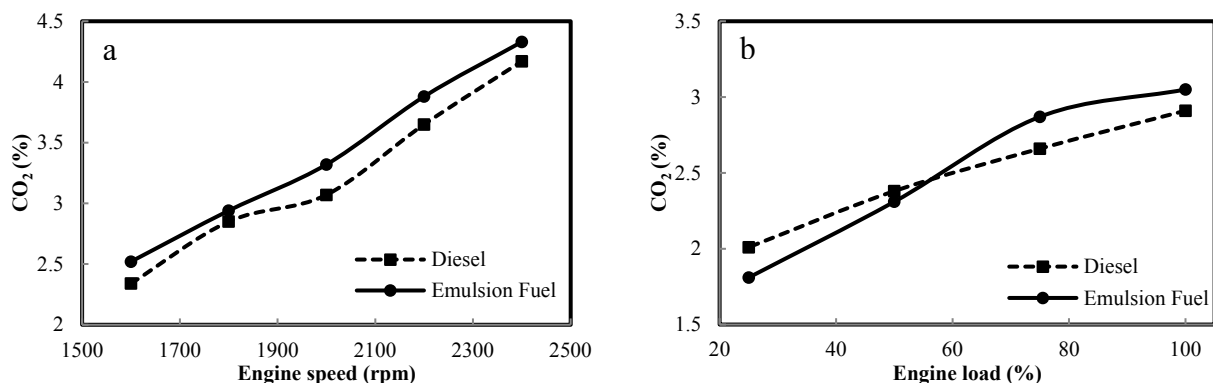 a
4.5
4
3.5
3
2.5
2
CO₂ (%)
Diesel
Emulsion Fuel
1500 1700 1900 2100 2300 2500
Engine speed (rpm)
b
3.5
3
2.5
2
1.5
CO₂ (%)
Diesel
Emulsion Fuel
20 40 60 80 100
Engine load (%)